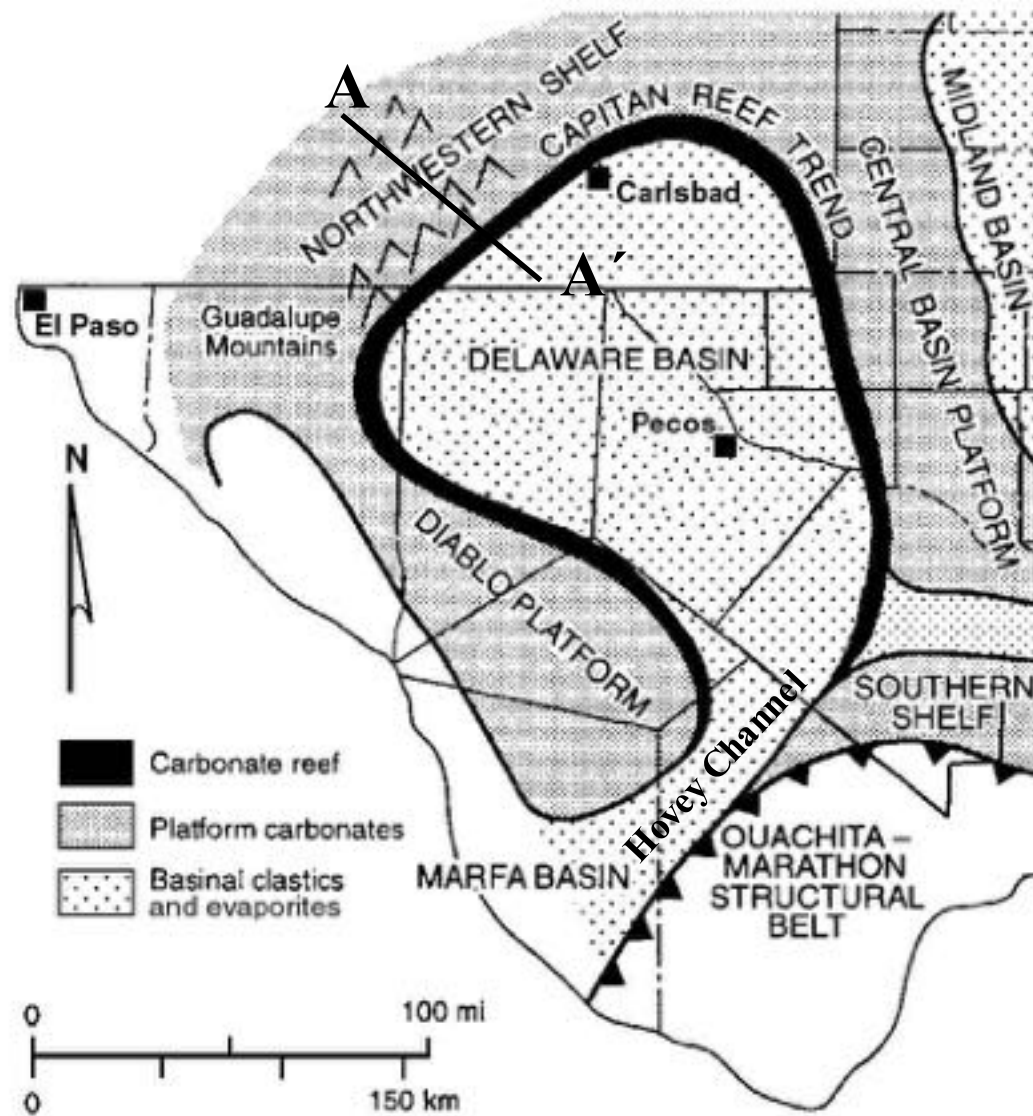 A
NORTHWESTERN SHELF
CAPITAN REEF TREND
MIDLAND BASIN
CENTRAL BASIN PLATFORM
Carlsbad
A´
El Paso
Guadalupe
Mountains
DELAWARE BASIN
Pecos
N
DIABLO PLATFORM
SOUTHERN
SHELF
Hovey Channel
Carbonate reef
Platform carbonates
Basinal clastics
and evaporites
MARFA BASIN
OUACHITA –
MARATHON
STRUCTURAL
BELT
0
100 mi
0
150 km